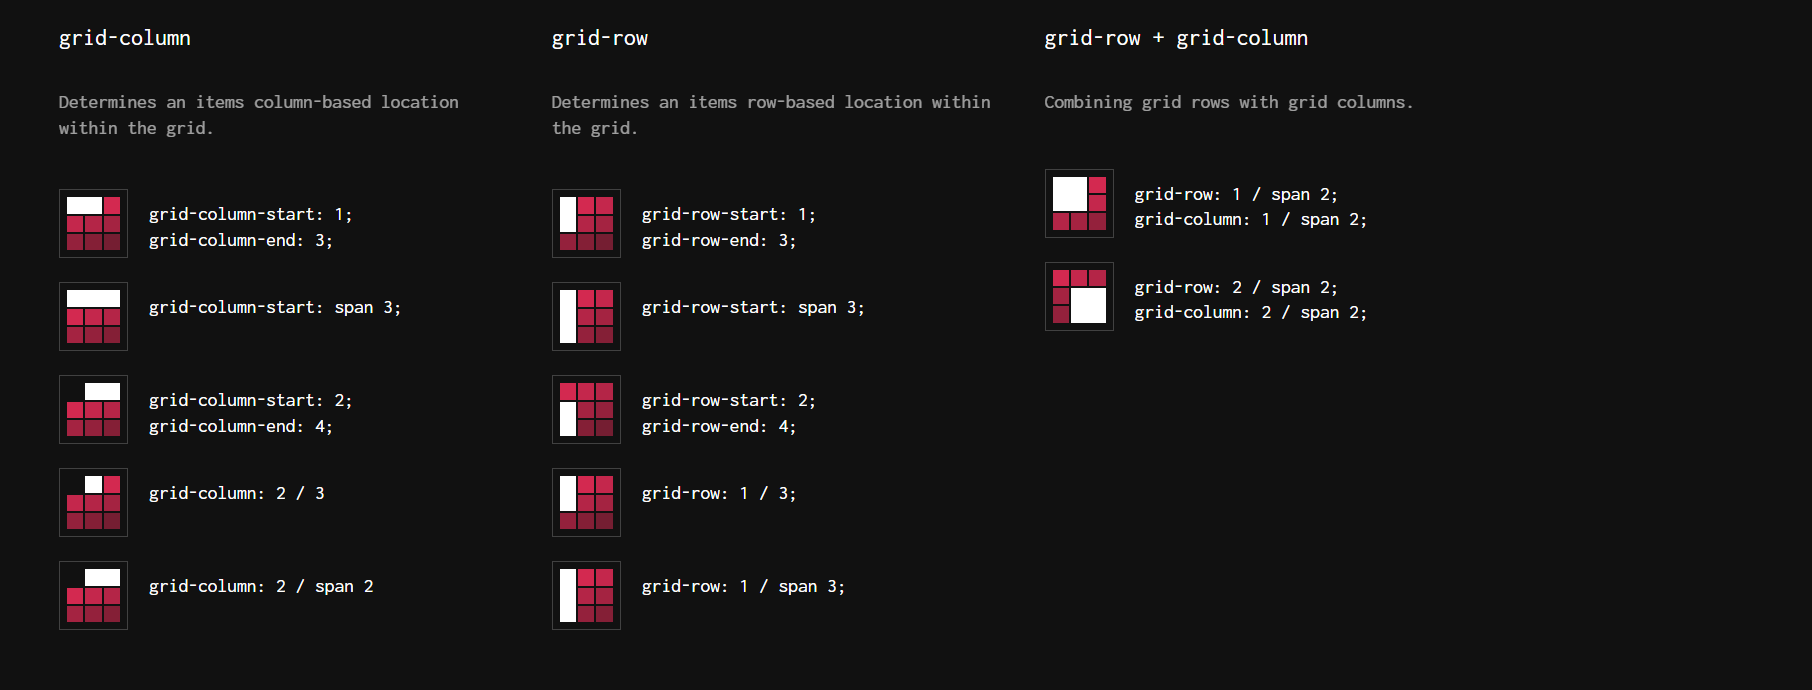 grid-column
Determines an items column-based location
within the grid.
grid-column-start: 1;
grid-column-end: 3;
grid-column-start: span 3;
grid-column-start: 2;
grid-column-end: 4;
grid-column: 2 / 3
grid-column: 2 / span 2
grid-row
Determines an items row-based location within
the grid.
grid-row-start: 1;
grid-row-end: 3;
grid-row-start: span 3;
grid-row-start: 2;
grid-row-end: 4;
grid-row: 1 / 3;
grid-row: 1 / span 3;
grid-row + grid-column
Combining grid rows with grid columns.
grid-row: 1 / span 2;
grid-column: 1 / span 2;
grid-row: 2 / span 2;
grid-column: 2 / span 2;